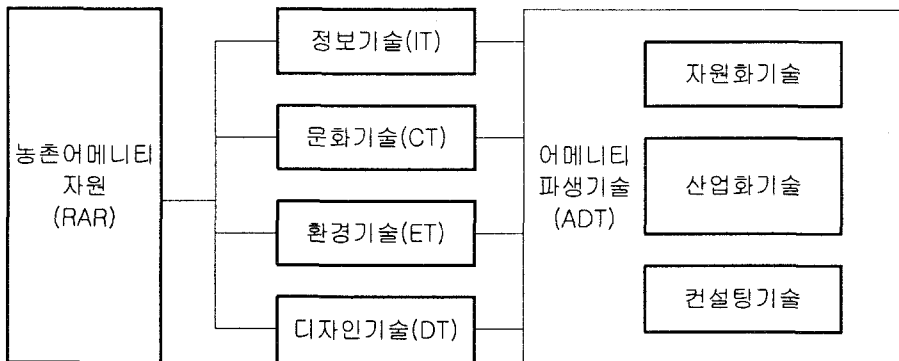 농촌어메니티
자원
(RAR)
정보기술(IT)
문화기술(CT)
환경기술(ET)
디자인기술(DT)
어메니티
파생기술
(ADT)
자원화기술
산업화기술
컨설팅기술